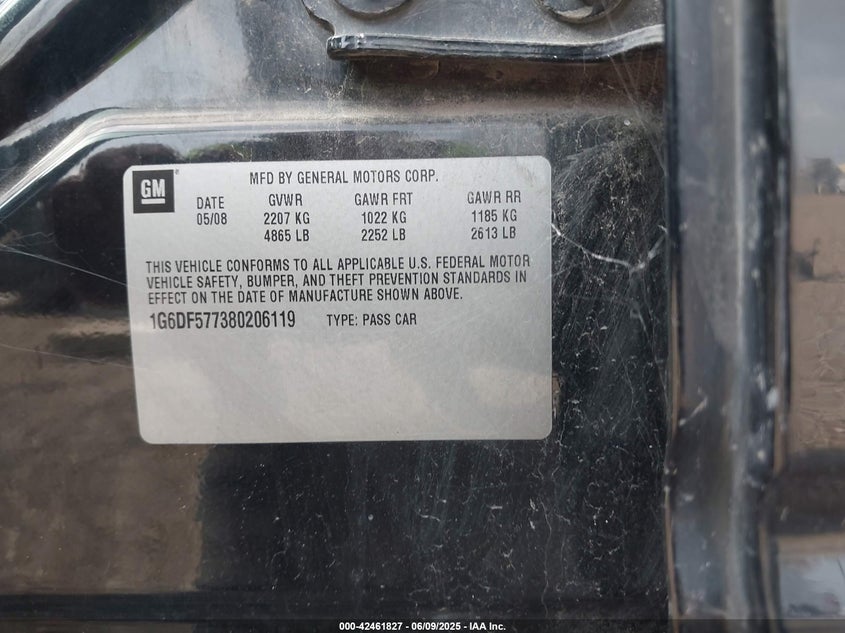 GM
MFD BY GENERAL MOTORS CORP.
DATE GVWR GAWR FRT GAWR RR
05/08 2207 KG 1022 KG 1185 KG
4865 LB 2252 LB 2613 LB
THIS VEHICLE CONFORMS TO ALL APPLICABLE U.S. FEDERAL MOTOR
VEHICLE SAFETY, BUMPER, AND THEFT PREVENTION STANDARDS IN
EFFECT ON THE DATE OF MANUFACTURE SHOWN ABOVE.
1G6DF577380206119 TYPE: PASS CAR
000-42461827 - 06/09/2025 - IAA Inc.